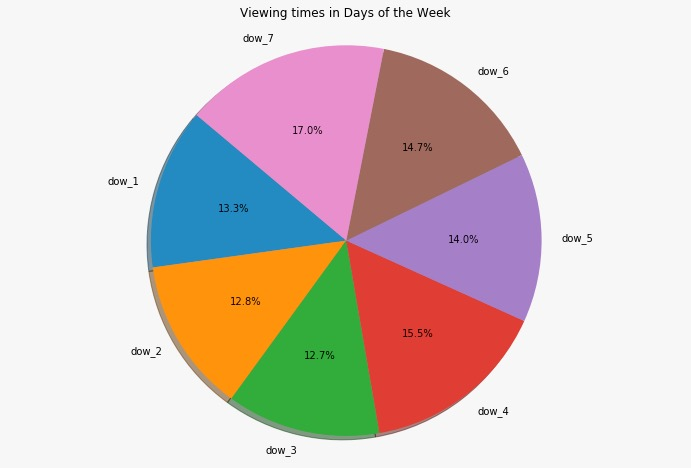 Viewing times in Days of the Week
dow_7
dow_6
17.0%
14.7%
dow_1
13.3%
14.0%
dow_5
12.8%
15.5%
dow_2
12.7%
dow_4
dow_3